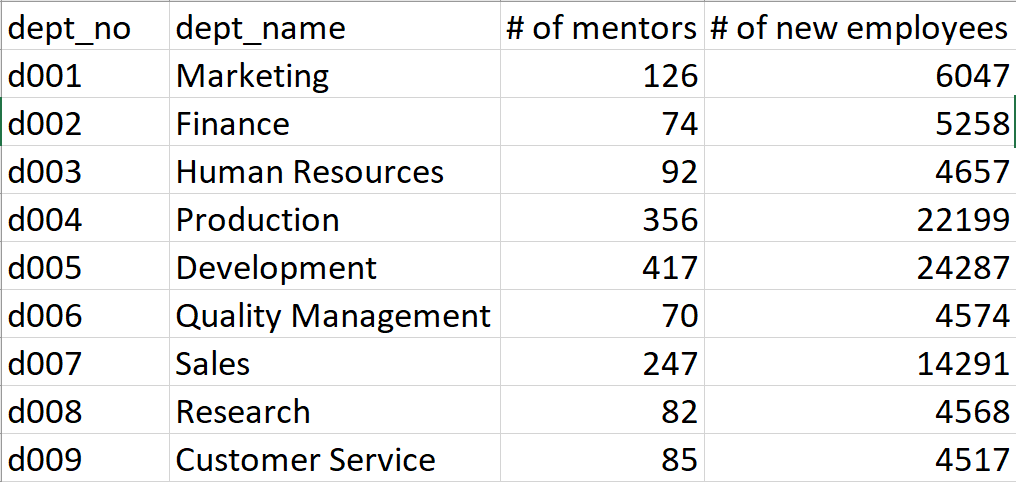 dept_no dept_name # of mentors # of new employees
d001 Marketing 126 6047
d002 Finance 74 5258
d003 Human Resources 92 4657
d004 Production 356 22199
d005 Development 417 24287
d006 Quality Management 70 4574
d007 Sales 247 14291
d008 Research 82 4568
d009 Customer Service 85 4517